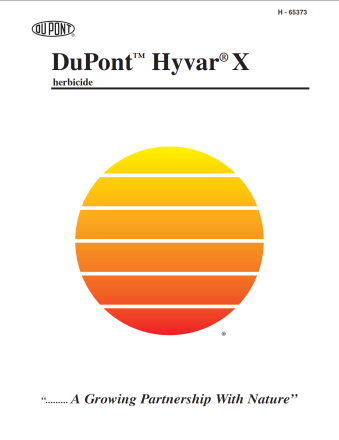 H - 65373
DUPONT®
DuPont™ Hyvar® X
herbicide
®
“.......... A Growing Partnership With Nature”